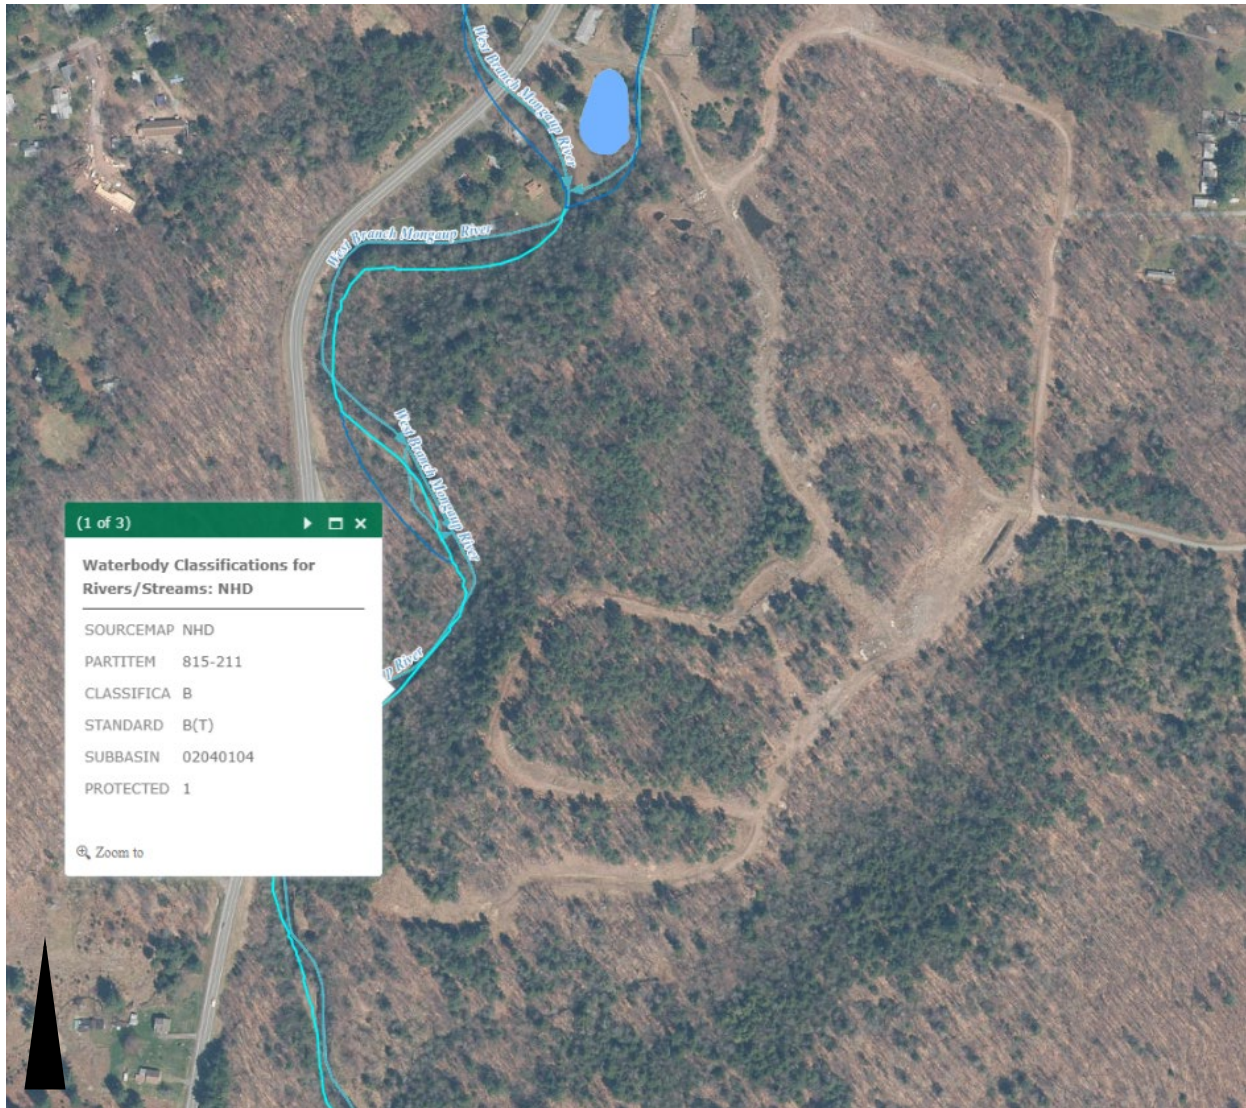 West Branch Mongaup River
West Branch Mongaup River
West Branch Mongaup River
(1 of 3)
Waterbody Classifications for
Rivers/Streams: NHD
SOURCEMAP NHD
PARTITEM 815-211
CLASSIFICA B
STANDARD B(T)
SUBBASIN 02040104
PROTECTED 1
Zoom to
up River